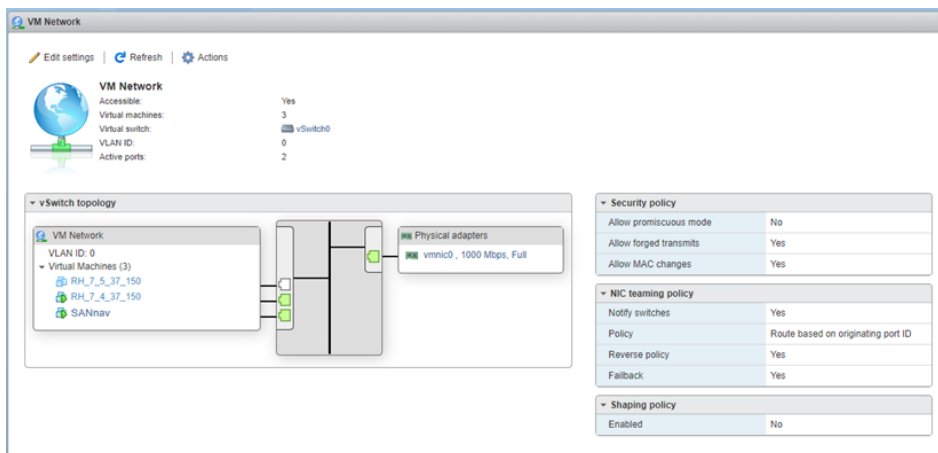 VM Network
Edit settings | Refresh | Actions
VM Network
Accessible: Yes
Virtual machines: 3
Virtual switch: vSwitch0
VLAN ID: 0
Active ports: 2
vSwitch topology
VM Network
VLAN ID: 0
Virtual Machines (3)
RH_7_5_37_150
RH_7_4_37_150
SANnav
Physical adapters
vmnic0 , 1000 Mbps, Full
Security policy
Allow promiscuous mode No
Allow forged transmits Yes
Allow MAC changes Yes
NIC teaming policy
Notify switches Yes
Policy Route based on originating port ID
Reverse policy Yes
Failback Yes
Shaping policy
Enabled No